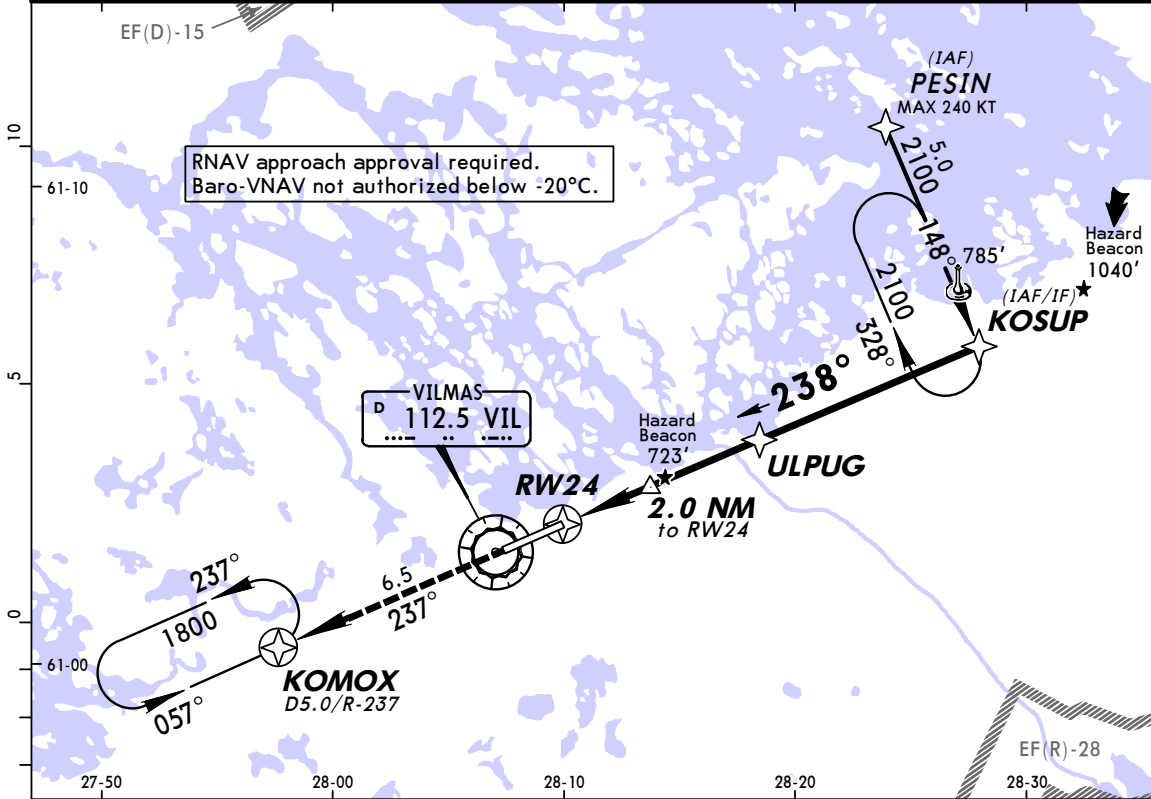 EF(D)-15
(IAF)
PESIN
MAX 240 KT
10
RNAV approach approval required.
Baro-VNAV not authorized below -20°C.
61-10
5.0
2100
148°
785'
Hazard
Beacon
1040'
2100
328°
(IAF/IF)
KOSUP
5
238°
VILMAS
D 112.5 VIL
Hazard
Beacon
723'
ULPUG
RW24
2.0 NM
to RW24
237°
1800
6.5
237°
0
61-00
KOMOX
D5.0/R-237
057°
EF(R)-28
27-50
28-00
28-10
28-20
28-30